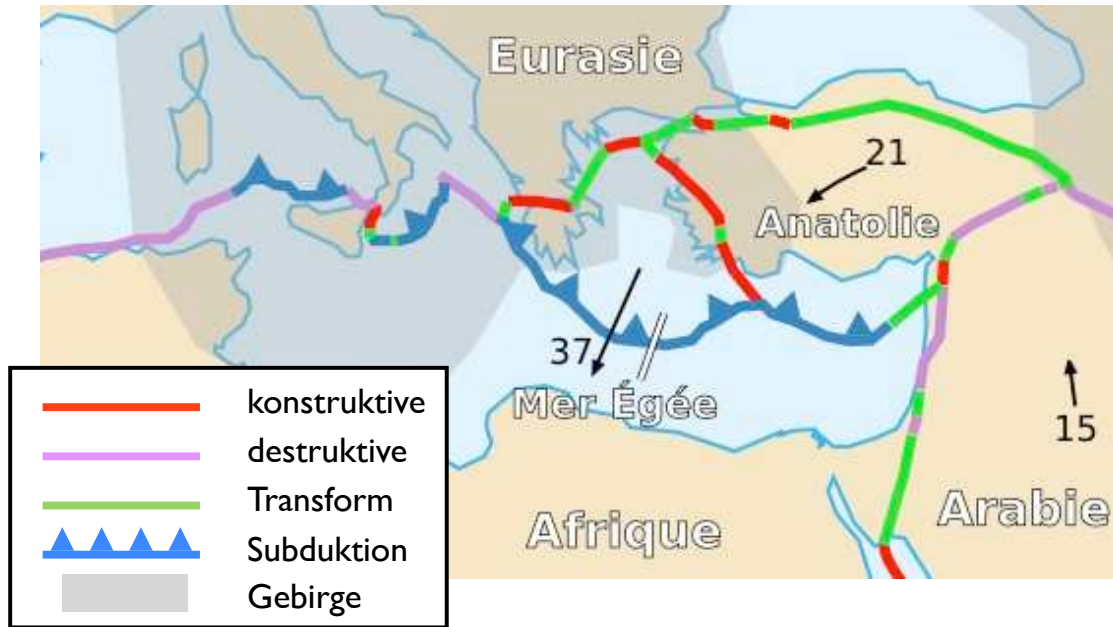 Eurasie
21
Anatolie
37
Mer Égée
15
Arabie
Afrique
konstruktive
destruktive
Transform
Subduktion
Gebirge